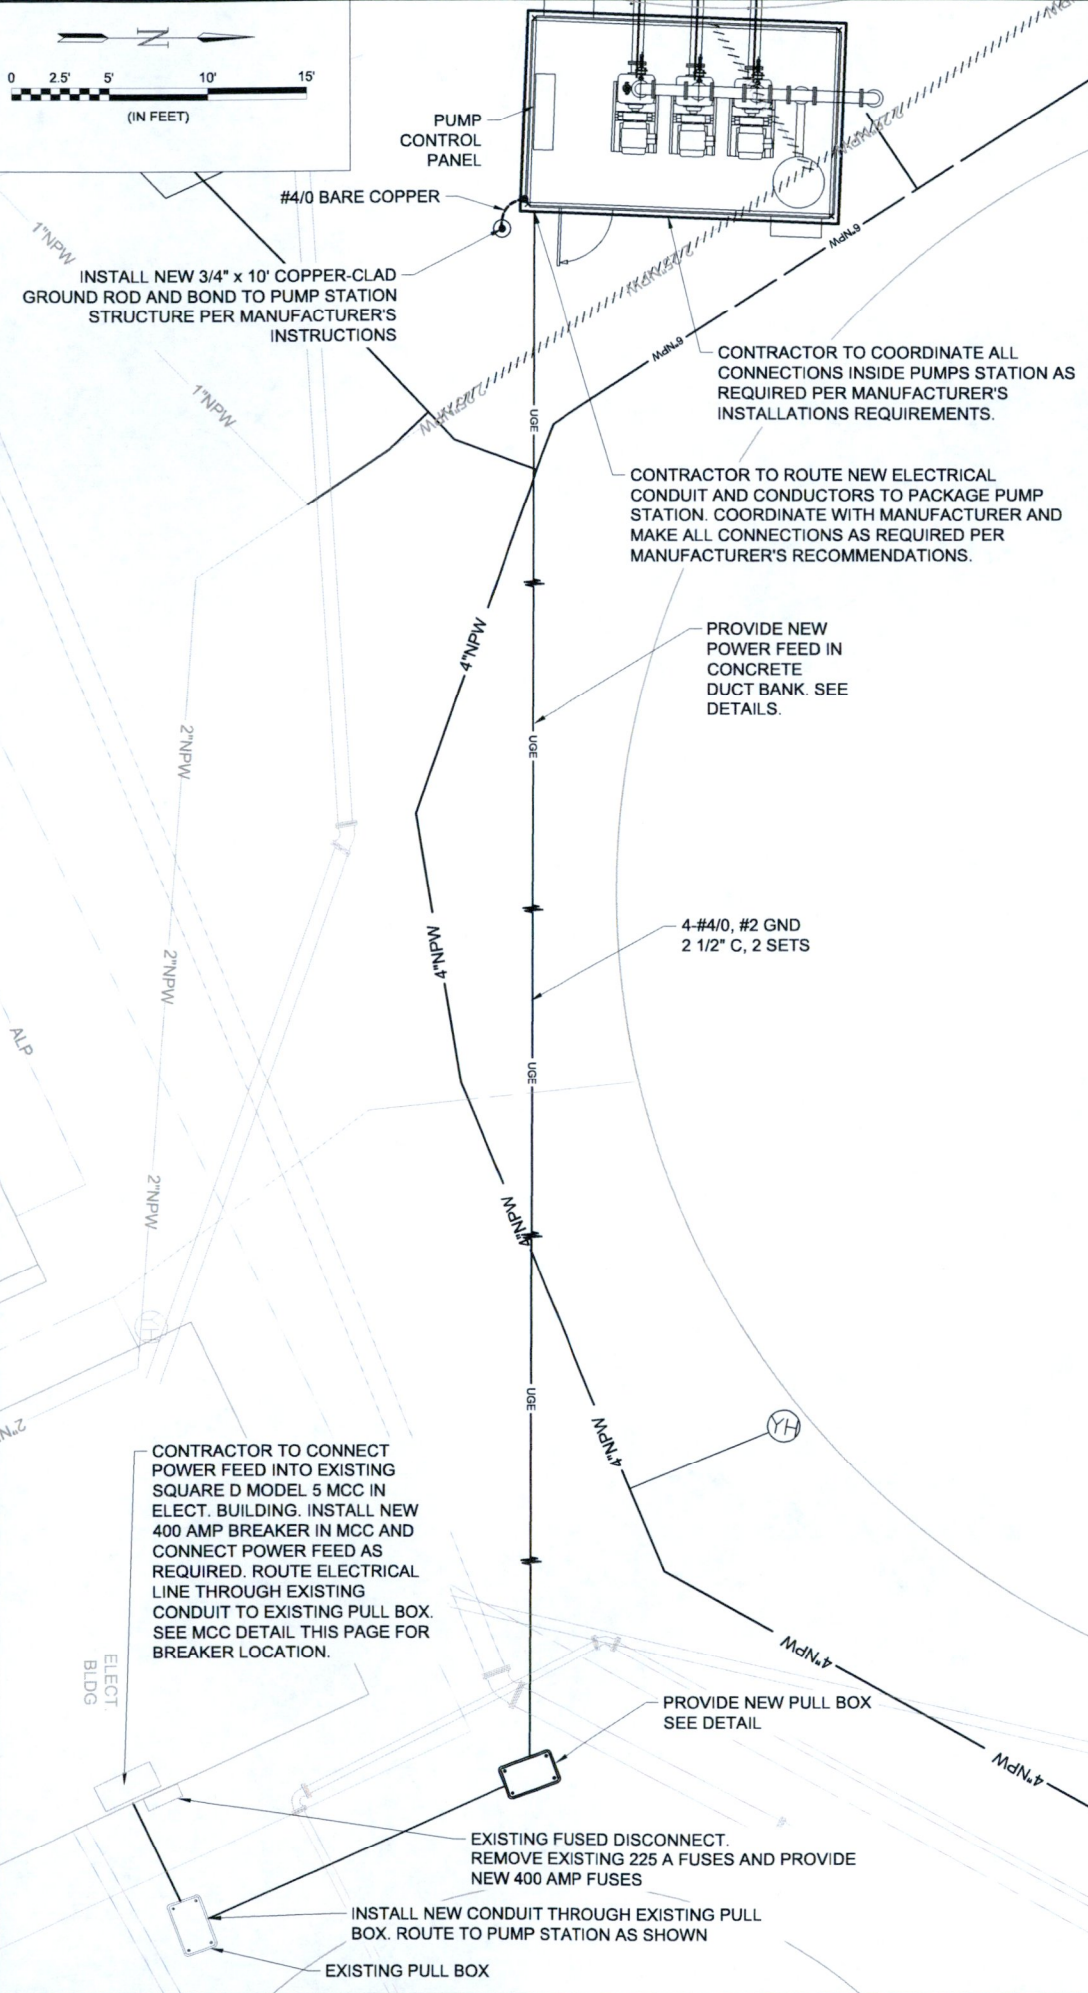 N
0 2.5' 5' 10' 15'
(IN FEET)
PUMP
CONTROL
PANEL
#4/0 BARE COPPER
1"NPW
INSTALL NEW 3/4" x 10' COPPER-CLAD
GROUND ROD AND BOND TO PUMP STATION
STRUCTURE PER MANUFACTURER'S
INSTRUCTIONS
2.25"NPW
6"NPW
2.25"NPW
6"NPW
CONTRACTOR TO COORDINATE ALL
CONNECTIONS INSIDE PUMPS STATION AS
REQUIRED PER MANUFACTURER'S
INSTALLATIONS REQUIREMENTS.
1"NPW
2.25"NPW
UGE
CONTRACTOR TO ROUTE NEW ELECTRICAL
CONDUIT AND CONDUCTORS TO PACKAGE PUMP
STATION. COORDINATE WITH MANUFACTURER AND
MAKE ALL CONNECTIONS AS REQUIRED PER
MANUFACTURER'S RECOMMENDATIONS.
4"NPW
PROVIDE NEW
POWER FEED IN
CONCRETE
DUCT BANK. SEE
DETAILS.
2"NPW
UGE
4-#4/0, #2 GND
2 1/2" C, 2 SETS
4"NPW
2"NPW
ALP
UGE
2"NPW
4"NPW
YH
UGE
YH
4"NPW
CONTRACTOR TO CONNECT
POWER FEED INTO EXISTING
SQUARE D MODEL 5 MCC IN
ELECT. BUILDING. INSTALL NEW
400 AMP BREAKER IN MCC AND
CONNECT POWER FEED AS
REQUIRED. ROUTE ELECTRICAL
LINE THROUGH EXISTING
CONDUIT TO EXISTING PULL BOX.
SEE MCC DETAIL THIS PAGE FOR
BREAKER LOCATION.
ELECT.
BLDG
4"NPW
PROVIDE NEW PULL BOX
SEE DETAIL
4"NPW
EXISTING FUSED DISCONNECT.
REMOVE EXISTING 225 A FUSES AND PROVIDE
NEW 400 AMP FUSES
INSTALL NEW CONDUIT THROUGH EXISTING PULL
BOX. ROUTE TO PUMP STATION AS SHOWN
EXISTING PULL BOX